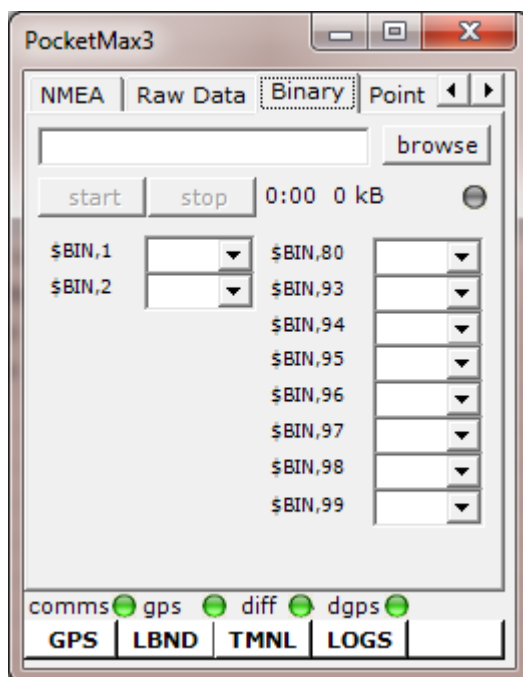 PocketMax3
NMEA Raw Data Binary Point
browse
start stop 0:00 0 kB
$BIN,1 $BIN,80
$BIN,2 $BIN,93
$BIN,94
$BIN,95
$BIN,96
$BIN,97
$BIN,98
$BIN,99
comms gps diff dgps
GPS LBND TMNL LOGS